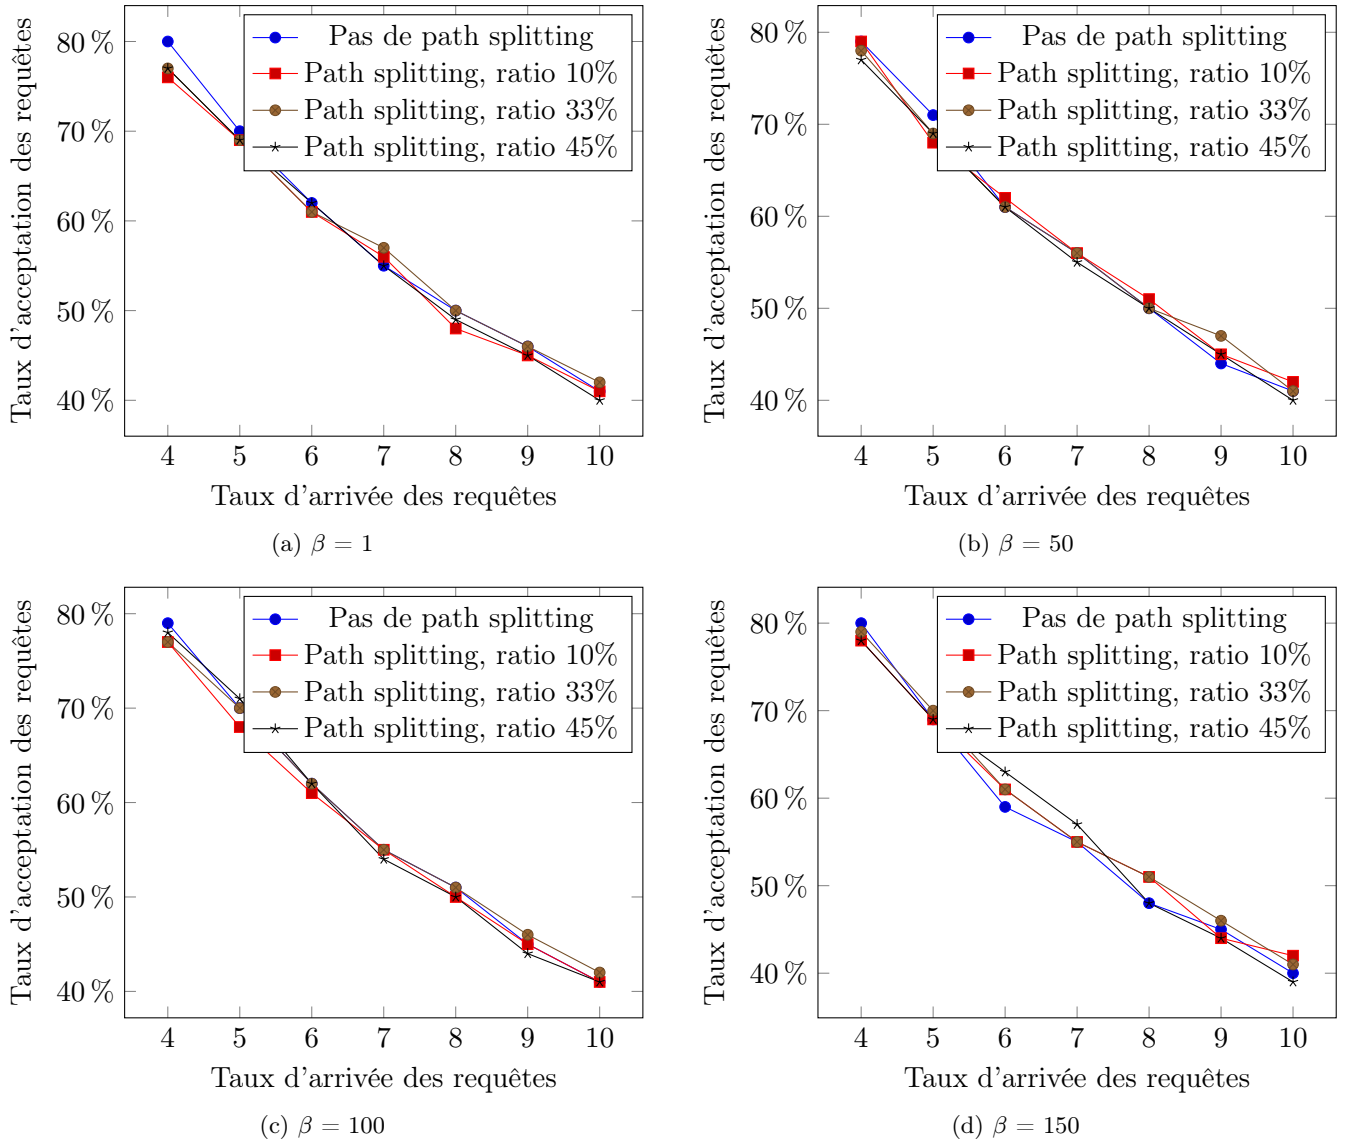 Taux d'acceptation des requêtes
80 %
70 %
60 %
50 %
40 %
Pas de path splitting
Path splitting, ratio 10%
Path splitting, ratio 33%
Path splitting, ratio 45%
4 5 6 7 8 9 10
Taux d'arrivée des requêtes
(a) β = 1
Taux d'acceptation des requêtes
80 %
70 %
60 %
50 %
40 %
Pas de path splitting
Path splitting, ratio 10%
Path splitting, ratio 33%
Path splitting, ratio 45%
4 5 6 7 8 9 10
Taux d'arrivée des requêtes
(b) β = 50
Taux d'acceptation des requêtes
80 %
70 %
60 %
50 %
40 %
Pas de path splitting
Path splitting, ratio 10%
Path splitting, ratio 33%
Path splitting, ratio 45%
4 5 6 7 8 9 10
Taux d'arrivée des requêtes
(c) β = 100
Taux d'acceptation des requêtes
80 %
70 %
60 %
50 %
40 %
Pas de path splitting
Path splitting, ratio 10%
Path splitting, ratio 33%
Path splitting, ratio 45%
4 5 6 7 8 9 10
Taux d'arrivée des requêtes
(d) β = 150